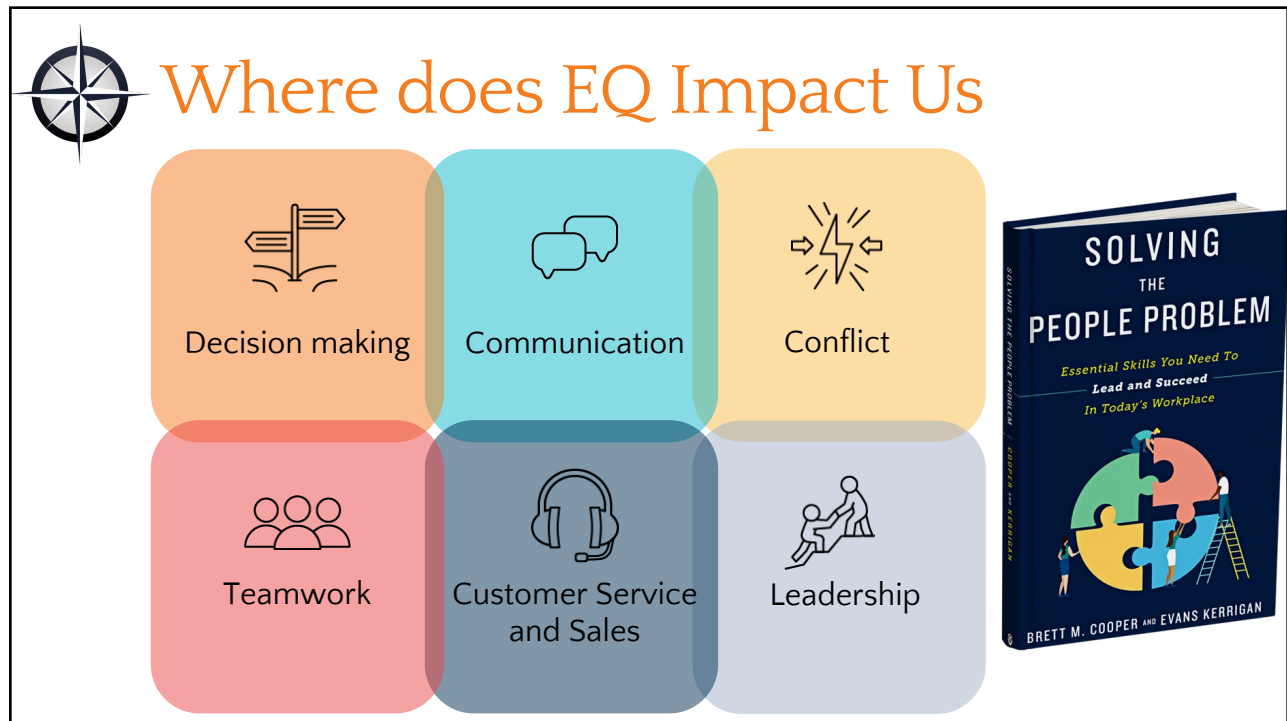 Where does EQ Impact Us
Decision making
Communication
Conflict
Teamwork
Customer Service
and Sales
Leadership
SOLVING THE PEOPLE PROBLEM | COOPER AND KERRIGAN
SOLVING
THE
PEOPLE PROBLEM
Essential Skills You Need To
Lead and Succeed
In Today's Workplace
BRETT M. COOPER AND EVANS KERRIGAN